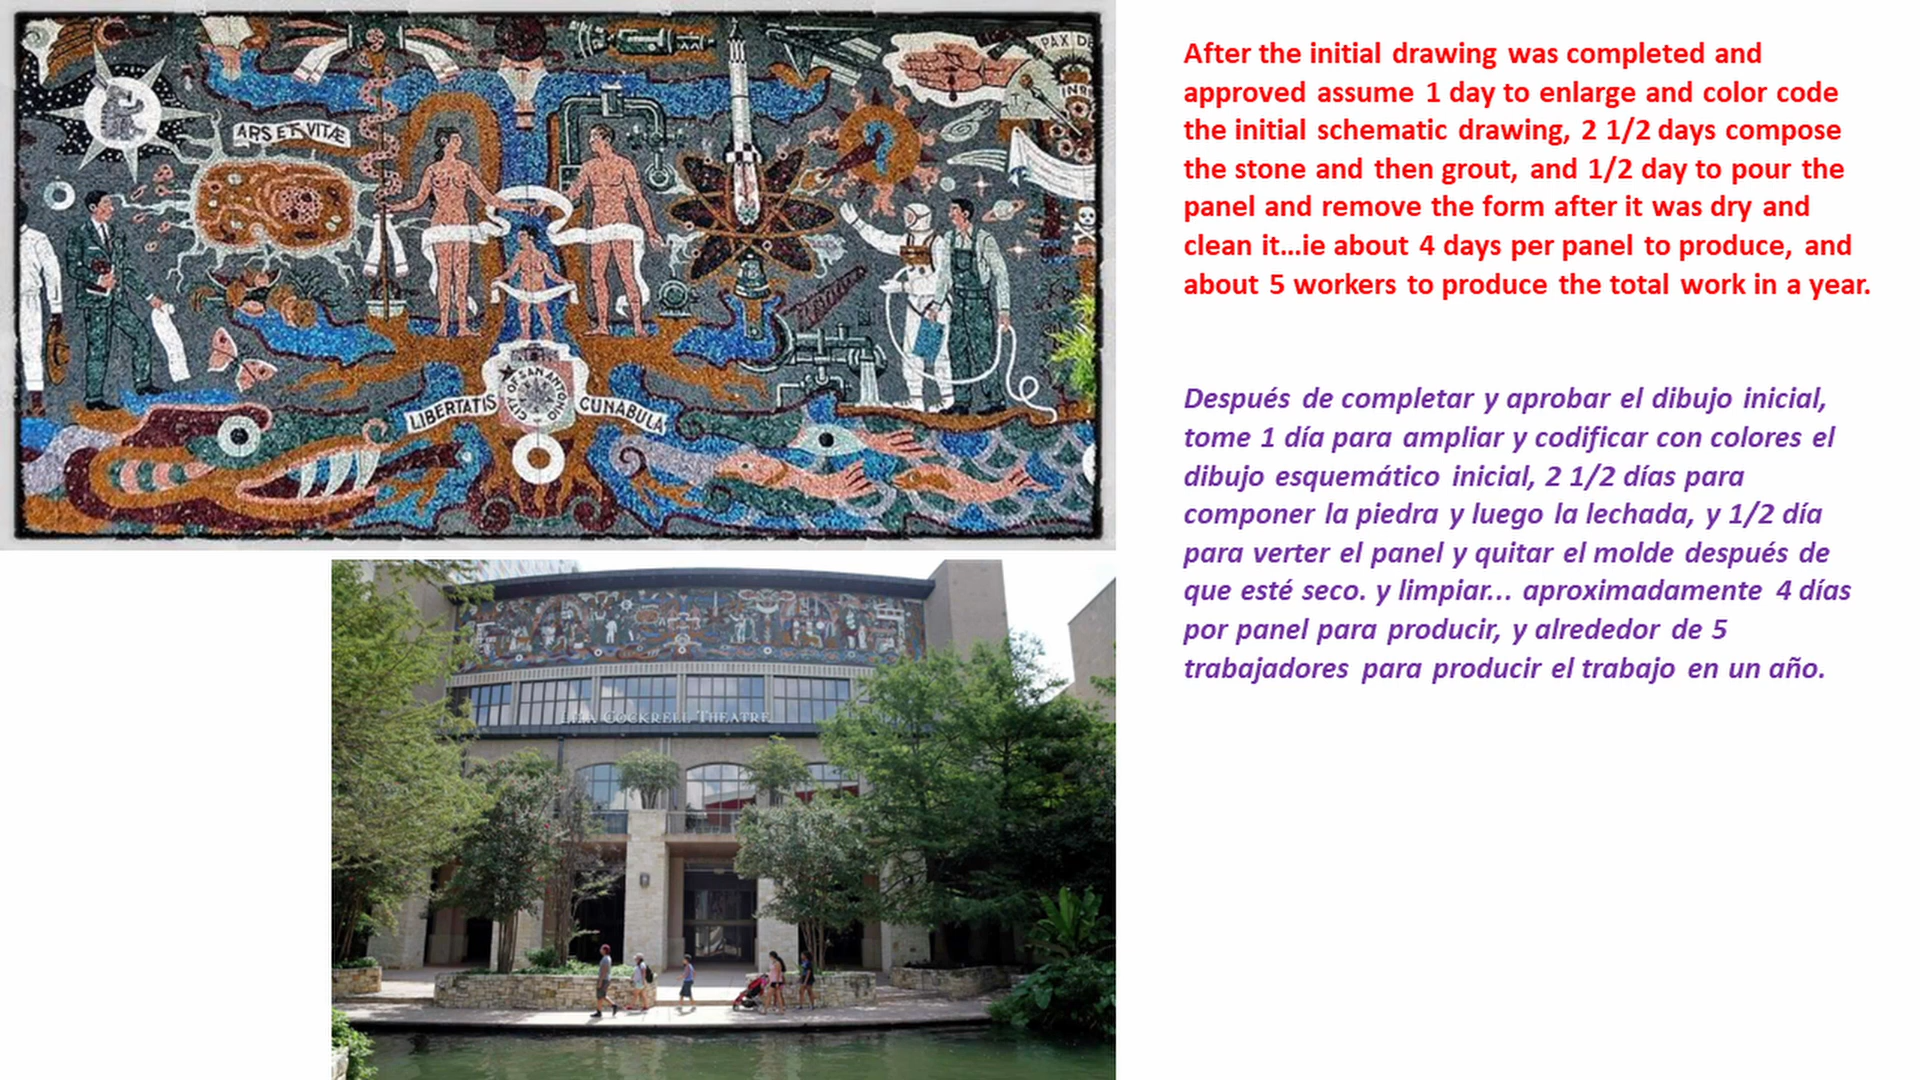 PAX DE
INRI
ARS ET VITÆ
CITY OF SAN ANTONIO
LIBERTATIS CUNABULA
COCKRELL THEATRE
After the initial drawing was completed and
approved assume 1 day to enlarge and color code
the initial schematic drawing, 2 1/2 days compose
the stone and then grout, and 1/2 day to pour the
panel and remove the form after it was dry and
clean it...ie about 4 days per panel to produce, and
about 5 workers to produce the total work in a year.
Después de completar y aprobar el dibujo inicial,
tome 1 día para ampliar y codificar con colores el
dibujo esquemático inicial, 2 1/2 días para
componer la piedra y luego la lechada, y 1/2 día
para verter el panel y quitar el molde después de
que esté seco. y limpiar... aproximadamente 4 días
por panel para producir, y alrededor de 5
trabajadores para producir el trabajo en un año.